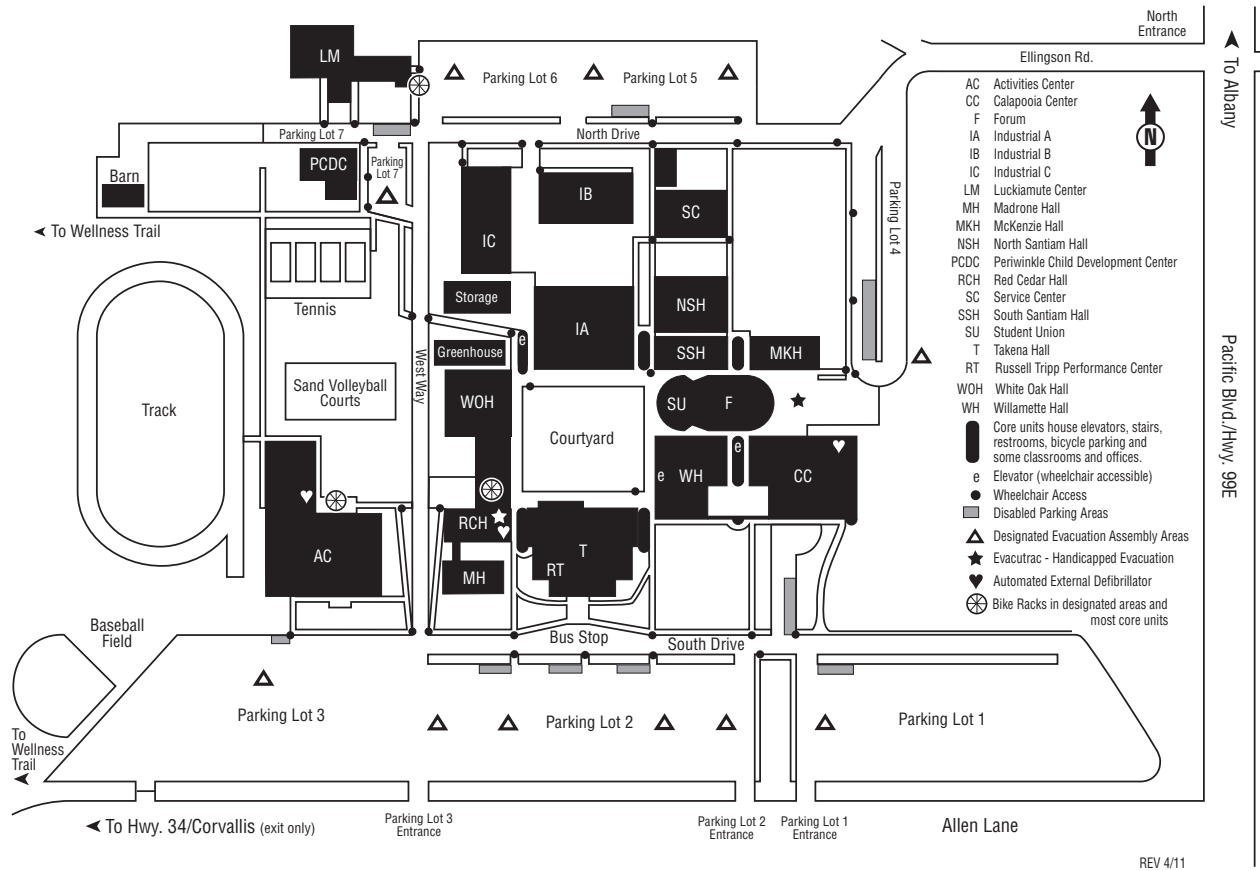 North
Entrance
Ellingson Rd.
To Albany
Pacific Blvd./Hwy. 99E
N
LM
Parking Lot 6
Parking Lot 5
Parking Lot 7
North Drive
PCDC
Parking
Lot 7
Barn
To Wellness Trail
IB
SC
IC
Parking Lot 4
Tennis
Storage
IA
NSH
e
Greenhouse
SSH
MKH
West Way
Sand Volleyball
Courts
Track
WOH
SU
F
Courtyard
e
e
WH
CC
RCH
T
AC
RT
MH
Baseball
Field
Bus Stop
South Drive
Parking Lot 3
Parking Lot 2
Parking Lot 1
To
Wellness
Trail
To Hwy. 34/Corvallis (exit only)
Parking Lot 3
Entrance
Parking Lot 2
Entrance
Parking Lot 1
Entrance
Allen Lane
AC Activities Center
CC Calapooia Center
F Forum
IA Industrial A
IB Industrial B
IC Industrial C
LM Luckiamute Center
MH Madrone Hall
MKH McKenzie Hall
NSH North Santiam Hall
PCDC Periwinkle Child Development Center
RCH Red Cedar Hall
SC Service Center
SSH South Santiam Hall
SU Student Union
T Takena Hall
RT Russell Tripp Performance Center
WOH White Oak Hall
WH Willamette Hall
Core units house elevators, stairs,
restrooms, bicycle parking and
some classrooms and offices.
e Elevator (wheelchair accessible)
Wheelchair Access
Disabled Parking Areas
Designated Evacuation Assembly Areas
Evacutrac - Handicapped Evacuation
Automated External Defibrillator
Bike Racks in designated areas and
most core units
REV 4/11